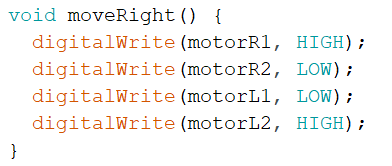 void moveRight() {
  digitalWrite(motorR1, HIGH);
  digitalWrite(motorR2, LOW);
  digitalWrite(motorL1, LOW);
  digitalWrite(motorL2, HIGH);
}